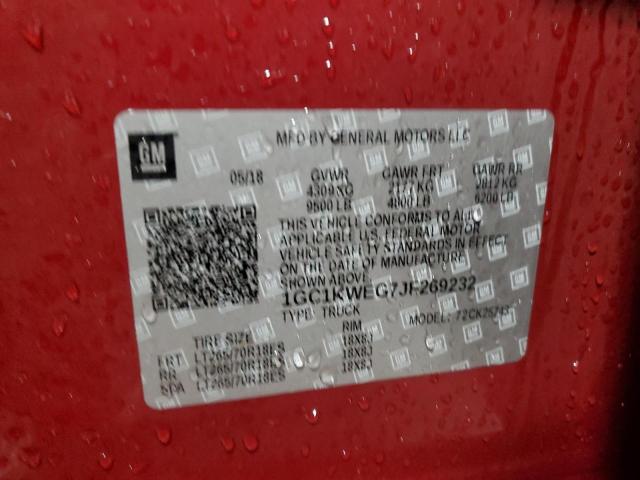 GM
MFD BY GENERAL MOTORS LLC
05/18 GVWR GAWR FRT GAWR RR
4309 KG 2177 KG 2812 KG
9500 LB 4800 LB 6200 LB
THIS VEHICLE CONFORMS TO ALL
APPLICABLE U.S. FEDERAL MOTOR
VEHICLE SAFETY STANDARDS IN EFFECT
ON THE DATE OF MANUFACTURE
SHOWN ABOVE
1GC1KWEG7JF269232
TYPE: TRUCK MODEL:
TIRE SIZE RIM
FRT LT265/70R18ES 18X8J
RR LT265/70R18ES 18X8J
SPA LT265/70R18ES 18X8J